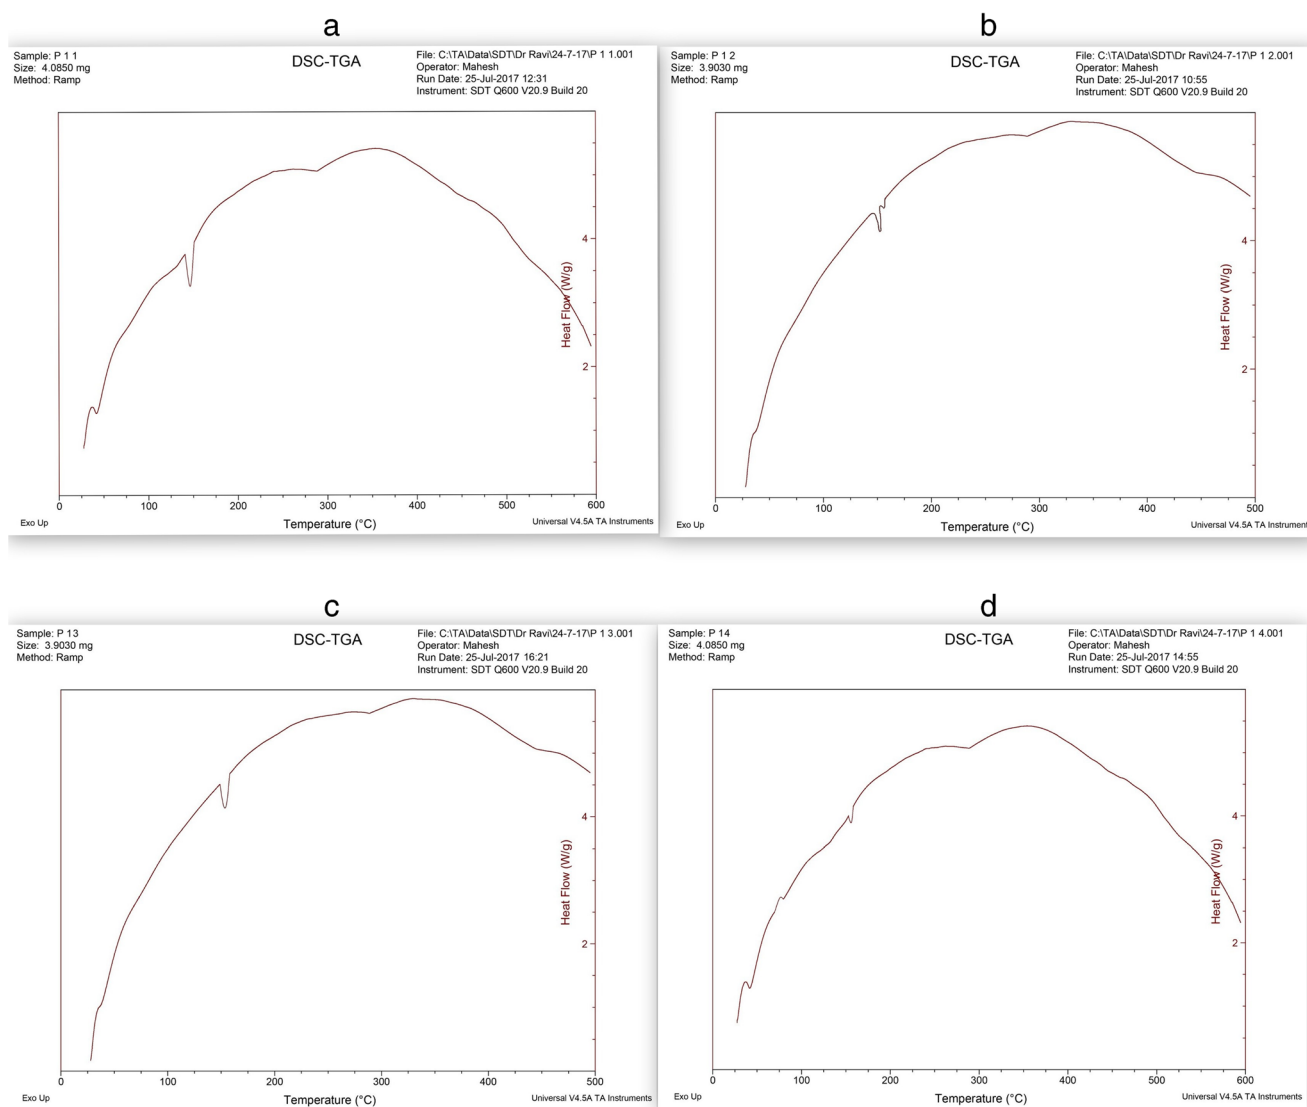 a
Sample: P 1 1
Size: 4.0850 mg
Method: Ramp
DSC-TGA
File: C:\TA\Data\SDT\Dr Ravi\24-7-17\P 1 1.001
Operator: Mahesh
Run Date: 25-Jul-2017 12:31
Instrument: SDT Q600 V20.9 Build 20
4
2
Heat Flow (W/g)
0 100 200 300 400 500 600
Exo Up
Temperature (°C)
Universal V4.5A TA Instruments
b
Sample: P 1 2
Size: 3.9030 mg
Method: Ramp
DSC-TGA
File: C:\TA\Data\SDT\Dr Ravi\24-7-17\P 1 2.001
Operator: Mahesh
Run Date: 25-Jul-2017 10:55
Instrument: SDT Q600 V20.9 Build 20
4
2
Heat Flow (W/g)
0 100 200 300 400 500
Exo Up
Temperature (°C)
Universal V4.5A TA Instruments
c
Sample: P 13
Size: 3.9030 mg
Method: Ramp
DSC-TGA
File: C:\TA\Data\SDT\Dr Ravi\24-7-17\P 1 3.001
Operator: Mahesh
Run Date: 25-Jul-2017 16:21
Instrument: SDT Q600 V20.9 Build 20
4
2
Heat Flow (W/g)
0 100 200 300 400 500
Exo Up
Temperature (°C)
Universal V4.5A TA Instruments
d
Sample: P 14
Size: 4.0850 mg
Method: Ramp
DSC-TGA
File: C:\TA\Data\SDT\Dr Ravi\24-7-17\P 1 4.001
Operator: Mahesh
Run Date: 25-Jul-2017 14:55
Instrument: SDT Q600 V20.9 Build 20
4
2
Heat Flow (W/g)
0 100 200 300 400 500 600
Exo Up
Temperature (°C)
Universal V4.5A TA Instruments